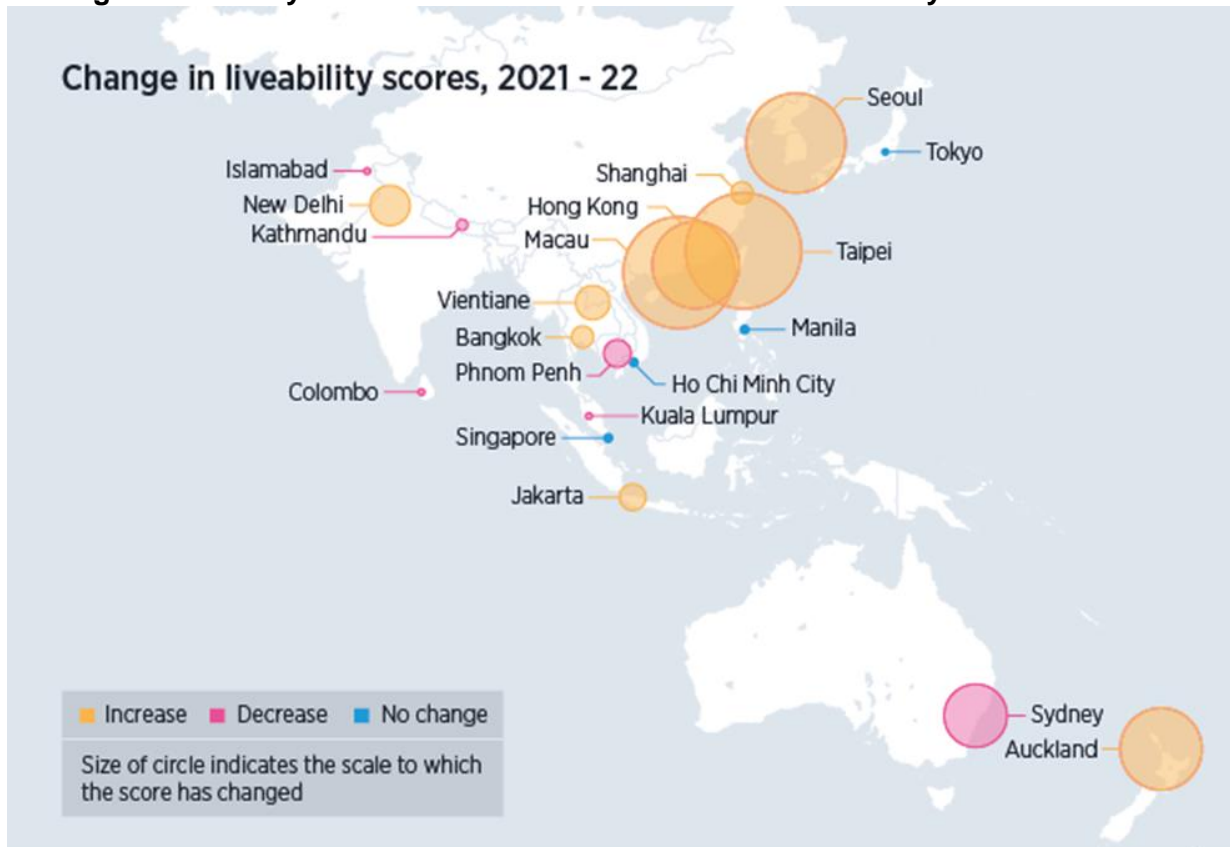 Change in liveability scores, 2021 - 22
Seoul
Tokyo
Islamabad
Shanghai
New Delhi
Hong Kong
Kathmandu
Macau
Taipei
Vientiane
Manila
Bangkok
Phnom Penh
Ho Chi Minh City
Colombo
Kuala Lumpur
Singapore
Jakarta
Sydney
Auckland
Increase Decrease No change
Size of circle indicates the scale to which
the score has changed